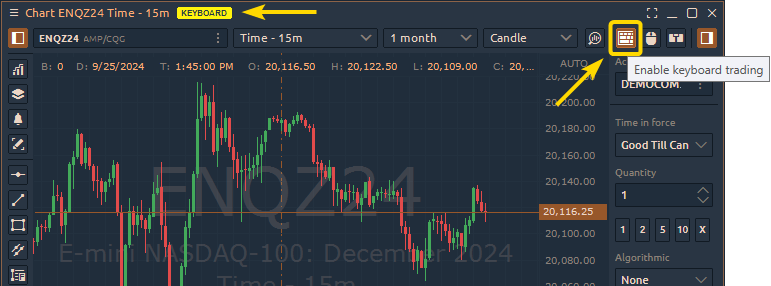 Chart ENQZ24 Time - 15m KEYBOARD
ENQZ24 AMP/CQG Time - 15m 1 month Candle
Enable keyboard trading
B: 0 D: 9/25/2024 T: 1:45:00 PM O: 20,116.50 H: 20,122.50 L: 20,109.00 C: 20,... AUTO
DEMOCOM.
20,200.00
20,180.00
20,160.00
20,140.00
20,116.25
20,100.00
20,080.00
20,060.00
Time in force
Good Till Can
Quantity
1
1 2 5 10 X
Algorithmic
None
ENQZ24
E-mini NASDAQ-100: December 2024
Time - 15m